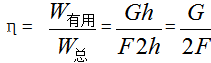 η = W有用/W总 = Gh/F2h = G/2F